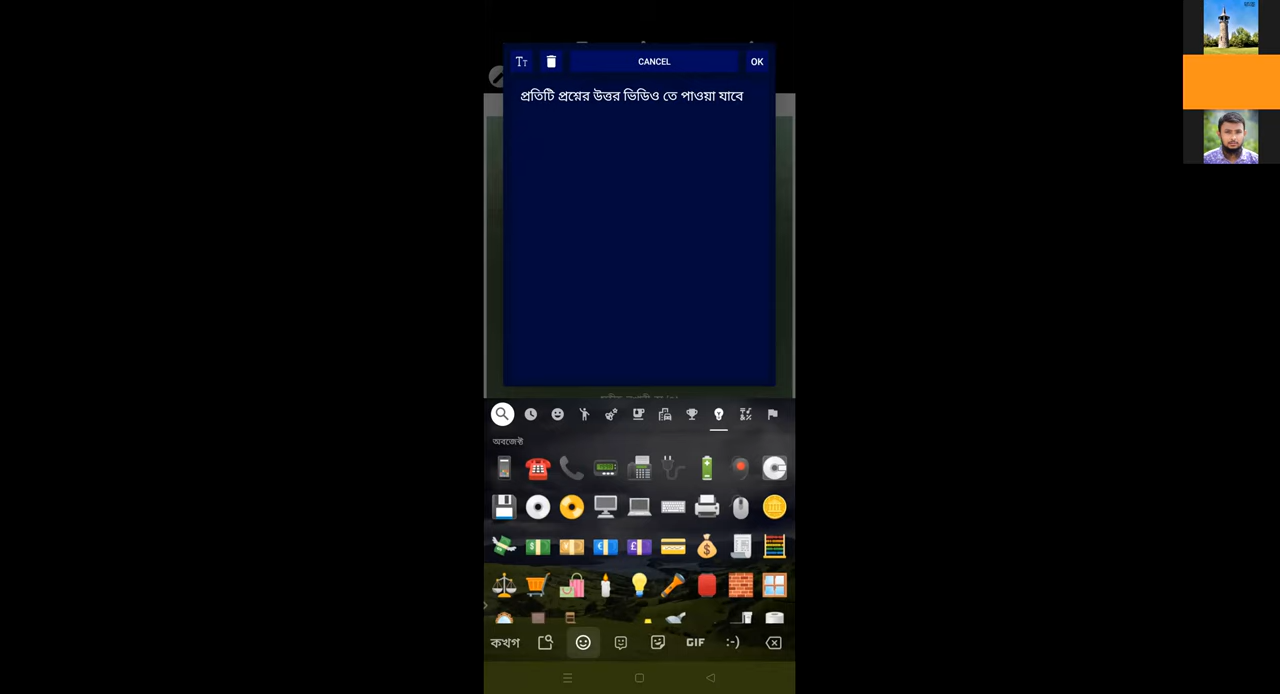 CANCEL
OK
প্রতিটি প্রশ্নের উত্তর ভিডিও তে পাওয়া যাবে
অবজেক্ট
কখগ
GIF
:-)